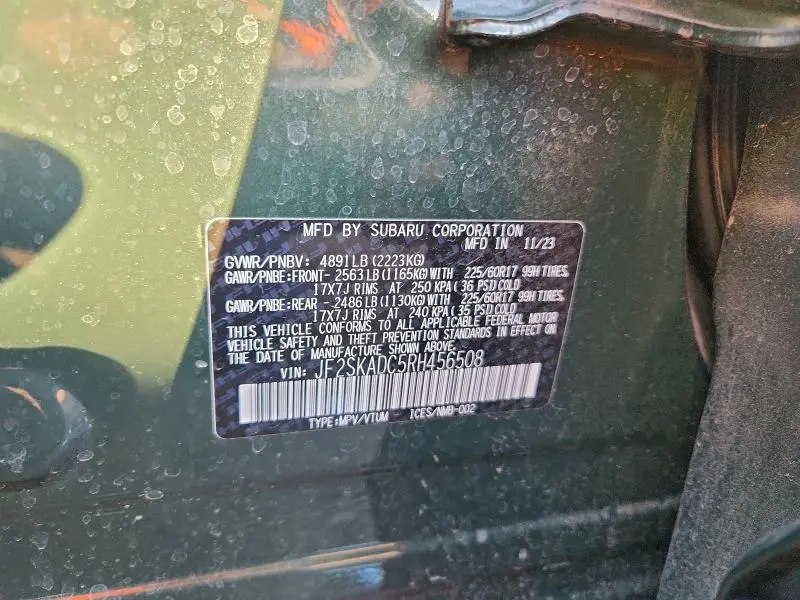 MFD BY SUBARU CORPORATION
MFD IN 11/23
GVWR/PNBV: 4891LB(2223KG)
GAWR/PNBE:FRONT- 2563LB(1165KG)WITH 225/60R17 99H TIRES,
17X7J RIMS AT 250 KPA(36 PSI)COLD
GAWR/PNBE:REAR -2486LB(1130KG)WITH 225/60R17 99H TIRES,
17X7J RIMS AT 240 KPA(35 PSI)COLD
THIS VEHICLE CONFORMS TO ALL APPLICABLE FEDERAL MOTOR
VEHICLE SAFETY AND THEFT PREVENTION STANDARDS IN EFFECT ON
THE DATE OF MANUFACTURE SHOWN ABOVE.
VIN: JF2SKADC5RH456508
TYPE:MPV/VTUM ICES/NMB-002